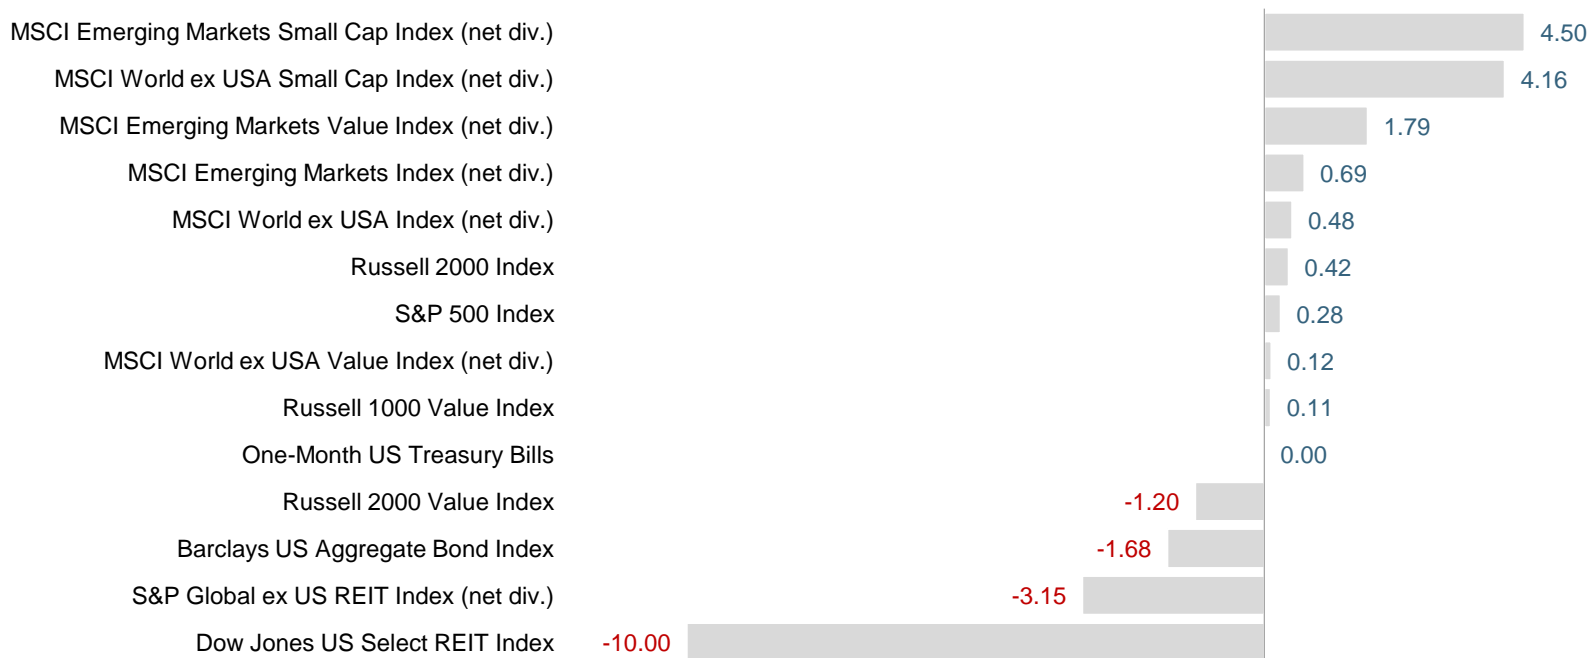 MSCI Emerging Markets Small Cap Index (net div.) 4.50
MSCI World ex USA Small Cap Index (net div.) 4.16
MSCI Emerging Markets Value Index (net div.) 1.79
MSCI Emerging Markets Index (net div.) 0.69
MSCI World ex USA Index (net div.) 0.48
Russell 2000 Index 0.42
S&P 500 Index 0.28
MSCI World ex USA Value Index (net div.) 0.12
Russell 1000 Value Index 0.11
One-Month US Treasury Bills 0.00
Russell 2000 Value Index -1.20
Barclays US Aggregate Bond Index -1.68
S&P Global ex US REIT Index (net div.) -3.15
Dow Jones US Select REIT Index -10.00